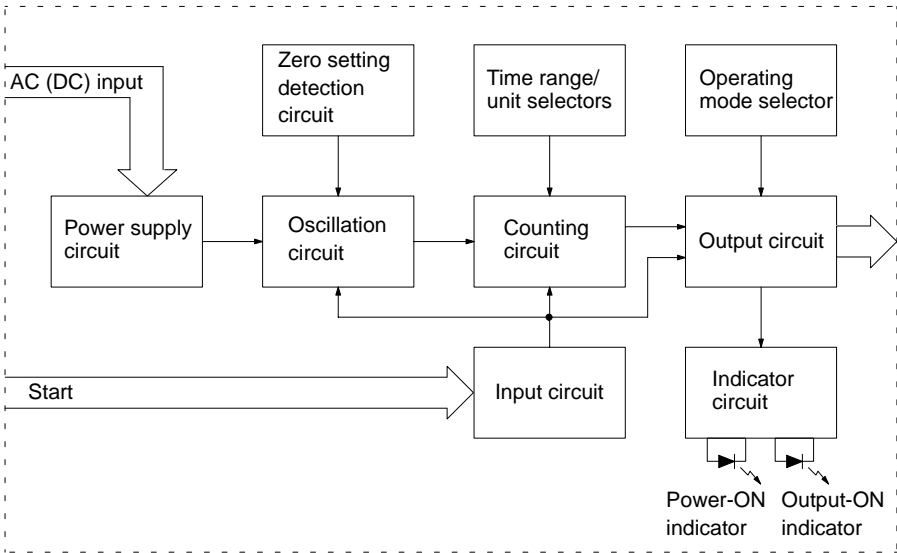 AC (DC) input
Zero setting
detection
circuit
Time range/
unit selectors
Operating
mode selector
Power supply
circuit
Oscillation
circuit
Counting
circuit
Output circuit
Start
Input circuit
Indicator
circuit
Power-ON
indicator
Output-ON
indicator